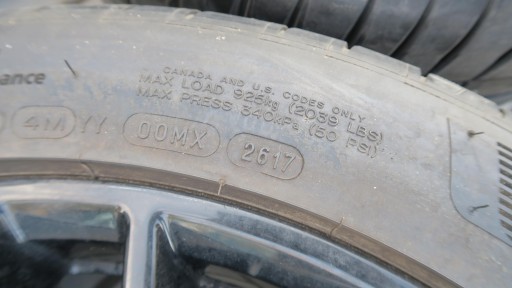 ance
CANADA AND U.S. CODES ONLY
MAX LOAD 925kg (2039 LBS)
MAX PRESS 340kPa (50 PSI)
4M YY 00MX 2617